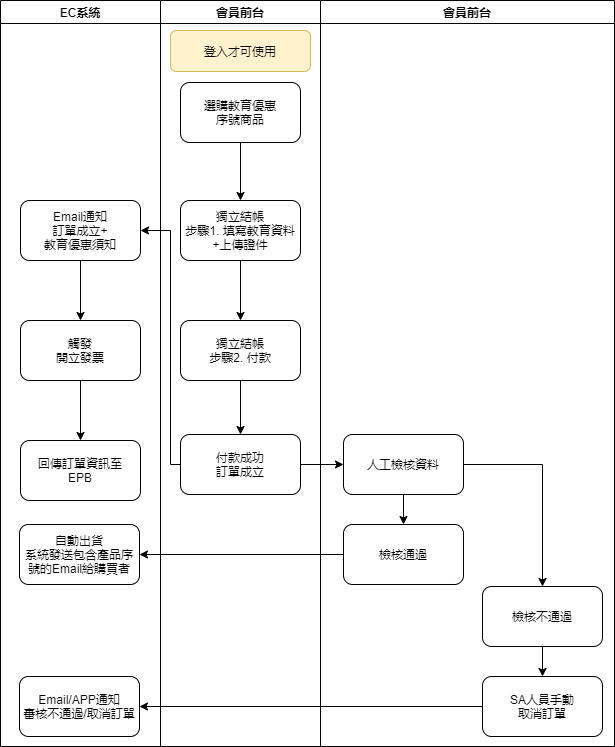 EC系統
會員前台
會員前台
登入才可使用
選購教育優惠
序號商品
Email通知
訂單成立+
教育優惠須知
獨立結帳
步驟1. 填寫教育資料
+上傳證件
觸發
開立發票
獨立結帳
步驟2. 付款
回傳訂單資訊至
EPB
付款成功
訂單成立
人工檢核資料
自動出貨
系統發送包含產品序
號的Email給購買者
檢核通過
檢核不通過
Email/APP通知
審核不通過/取消訂單
SA人員手動
取消訂單